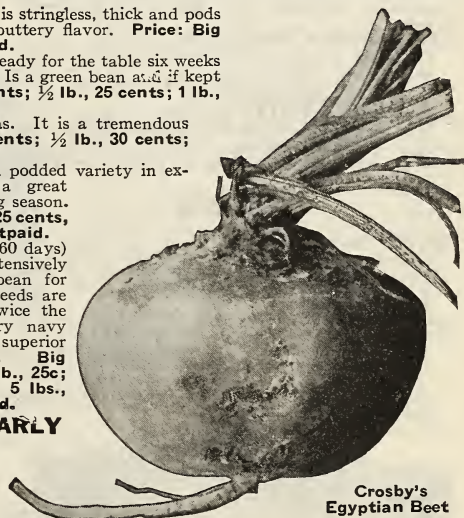 is stringless, thick and pods
buttery flavor. Price: Big
d.
eady for the table six weeks
Is a green bean and if kept
nts; ½ lb., 25 cents; 1 lb.,
as. It is a tremendous
ents; ½ lb., 30 cents;
podded variety in ex-
a great
g season.
25 cents,
tpaid.
60 days)
tensively
bean for
eeds are
wice the
ry navy
superior
Big
b., 25c;
5 lbs.,
d.
ARLY
Crosby's
Egyptian Beet